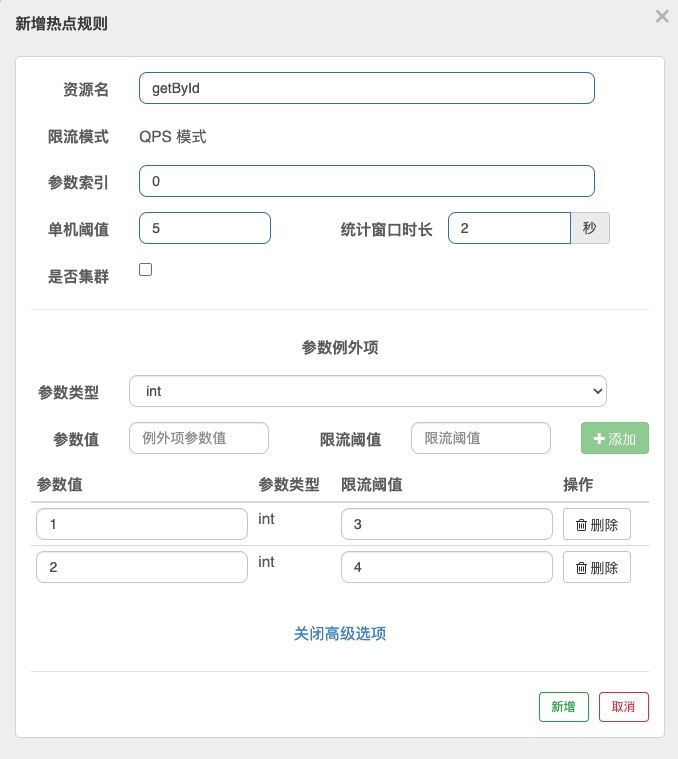 新增热点规则
×
资源名 getById
限流模式 QPS 模式
参数索引 0
单机阈值 5 统计窗口时长 2 秒
是否集群
参数例外项
参数类型 int
参数值 例外项参数值 限流阈值 限流阈值 +添加
参数值 参数类型 限流阈值 操作
1 int 3 删除
2 int 4 删除
关闭高级选项
新增 取消